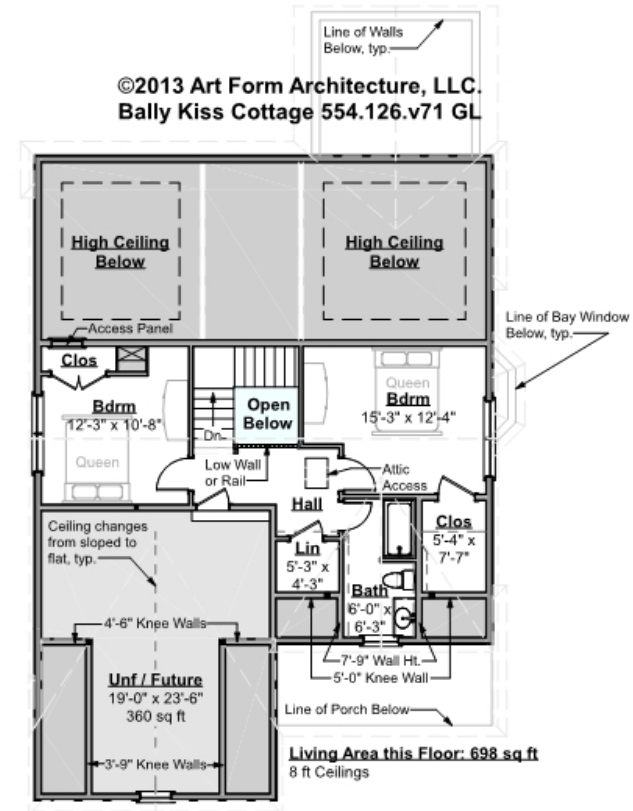 Line of Walls
Below, typ.
©2013 Art Form Architecture, LLC.
Bally Kiss Cottage 554.126.v71 GL
High Ceiling
Below
High Ceiling
Below
Line of Bay Window
Below, typ.
Access Panel
Clos
Bdrm
12'-3" x 10'-8"
Queen
Dn
Open
Below
Queen
Bdrm
15'-3" x 12'-4"
Low Wall
or Rail
Attic
Access
Hall
Clos
5'-4" x
7'-7"
Lin
5'-3" x
4'-3"
Bath
6'-0" x
6'-3"
Ceiling changes
from sloped to
flat, typ.
4'-6" Knee Walls
7'-9" Wall Ht.
5'-0" Knee Wall
Unf / Future
19'-0" x 23'-6"
360 sq ft
Line of Porch Below
3'-9" Knee Walls
Living Area this Floor: 698 sq ft
8 ft Ceilings